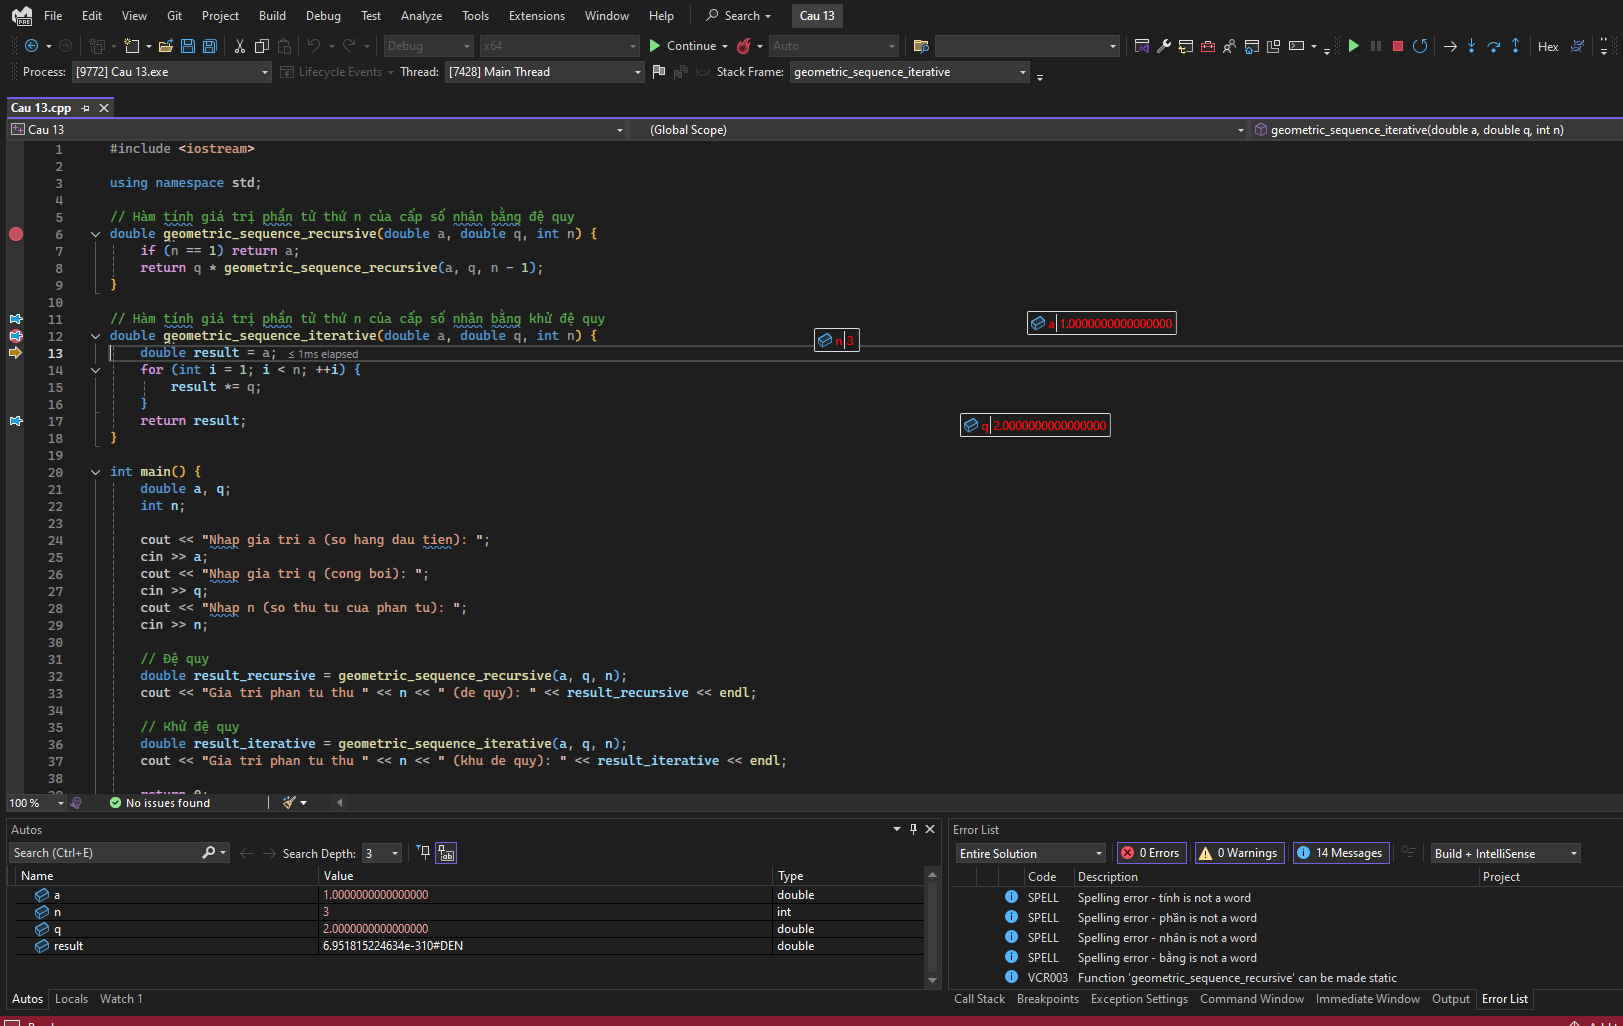 File Edit View Git Project Build Debug Test Analyze Tools Extensions Window Help Search Cau 13
PRE
Debug x64 Continue Auto Hex
Process: [9772] Cau 13.exe Lifecycle Events Thread: [7428] Main Thread Stack Frame: geometric_sequence_iterative
Cau 13.cpp
Cau 13 (Global Scope) geometric_sequence_iterative(double a, double q, int n)
1 #include <iostream>
2
3 using namespace std;
4
5 // Hàm tính giá trị phần tử thứ n của cấp số nhân bằng đệ quy
6 double geometric_sequence_recursive(double a, double q, int n) {
7 if (n == 1) return a;
8 return q * geometric_sequence_recursive(a, q, n - 1);
9 }
10
11 // Hàm tính giá trị phần tử thứ n của cấp số nhân bằng khử đệ quy
12 double geometric_sequence_iterative(double a, double q, int n) {
13 double result = a; ≤ 1ms elapsed
14 for (int i = 1; i < n; ++i) {
15 result *= q;
16 }
17 return result;
18 }
19
20 int main() {
21 double a, q;
22 int n;
23
24 cout << "Nhap gia tri a (so hang dau tien): ";
25 cin >> a;
26 cout << "Nhap gia tri q (cong boi): ";
27 cin >> q;
28 cout << "Nhap n (so thu tu cua phan tu): ";
29 cin >> n;
30
31 // Đệ quy
32 double result_recursive = geometric_sequence_recursive(a, q, n);
33 cout << "Gia tri phan tu thu " << n << " (de quy): " << result_recursive << endl;
34
35 // Khử đệ quy
36 double result_iterative = geometric_sequence_iterative(a, q, n);
37 cout << "Gia tri phan tu thu " << n << " (khu de quy): " << result_iterative << endl;
38
39 return 0;
a 1.0000000000000000
n 3
q 2.0000000000000000
100 % No issues found
Autos
Search (Ctrl+E) Search Depth: 3
Name Value Type
a 1.0000000000000000 double
n 3 int
q 2.0000000000000000 double
result 6.951815224634e-310#DEN double
Autos Locals Watch 1
Error List
Entire Solution 0 Errors 0 Warnings 14 Messages Build + IntelliSense
Code Description Project
SPELL Spelling error - tính is not a word
SPELL Spelling error - phần is not a word
SPELL Spelling error - nhân is not a word
SPELL Spelling error - bằng is not a word
VCR003 Function 'geometric_sequence_recursive' can be made static
Call Stack Breakpoints Exception Settings Command Window Immediate Window Output Error List